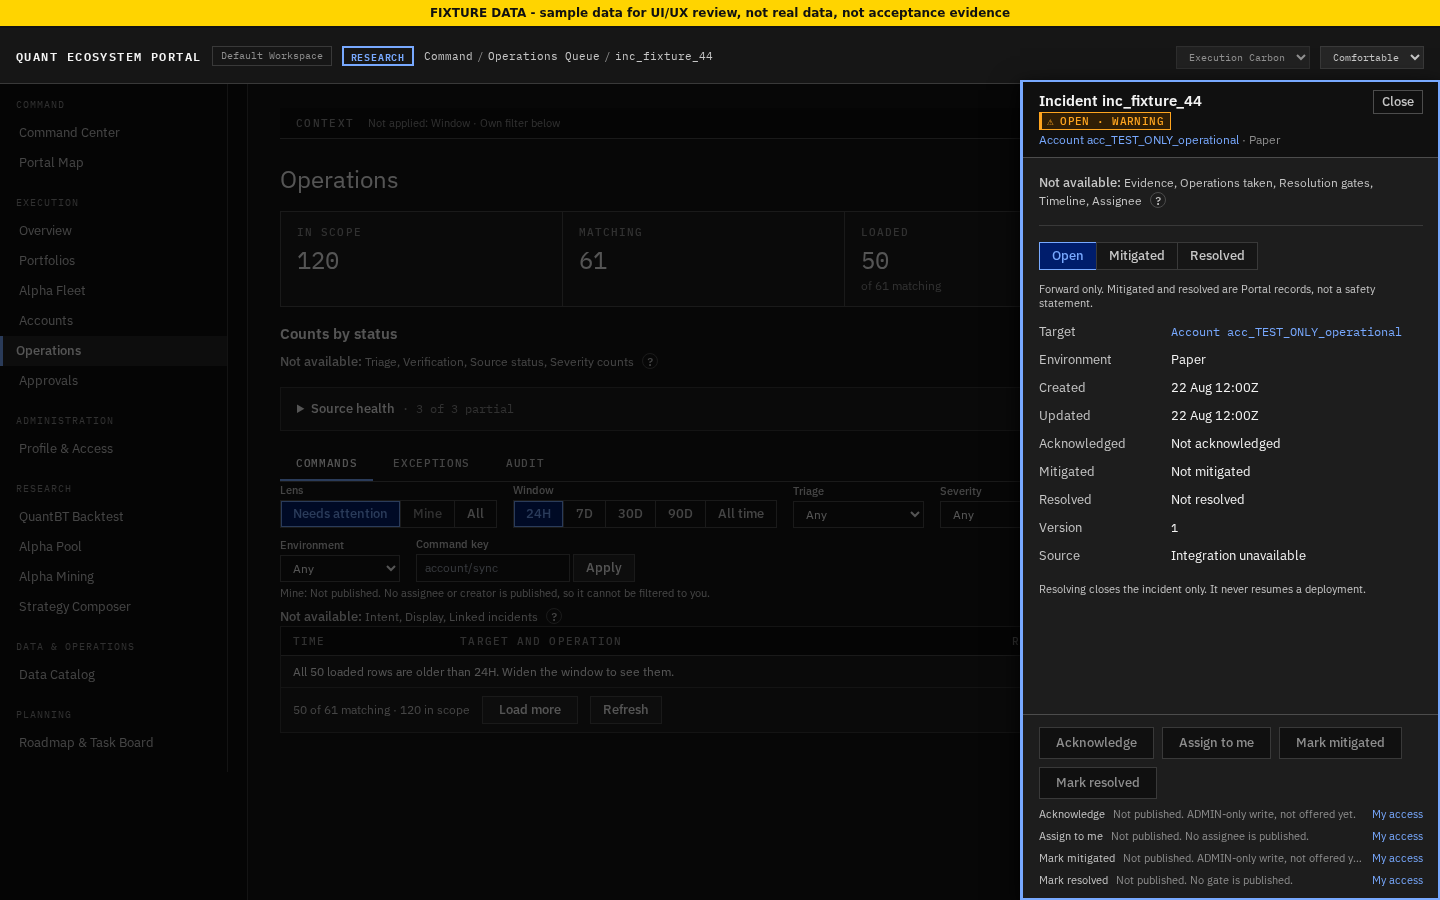 FIXTURE DATA - sample data for UI/UX review, not real data, not acceptance evidence
QUANT ECOSYSTEM PORTAL Default Workspace RESEARCH Command / Operations Queue / inc_fixture_44 Execution Carbon Comfortable
COMMAND
Command Center
Portal Map
EXECUTION
Overview
Portfolios
Alpha Fleet
Accounts
Operations
Approvals
ADMINISTRATION
Profile & Access
RESEARCH
QuantBT Backtest
Alpha Pool
Alpha Mining
Strategy Composer
DATA & OPERATIONS
Data Catalog
PLANNING
Roadmap & Task Board
CONTEXT Not applied: Window · Own filter below
Operations
IN SCOPE MATCHING LOADED
120 61 50
of 61 matching
Counts by status
Not available: Triage, Verification, Source status, Severity counts ?
Source health · 3 of 3 partial
COMMANDS EXCEPTIONS AUDIT
Lens Window Triage Severity
Needs attention Mine All 24H 7D 30D 90D All time Any Any
Environment Command key
Any account/sync Apply
Mine: Not published. No assignee or creator is published, so it cannot be filtered to you.
Not available: Intent, Display, Linked incidents ?
TIME TARGET AND OPERATION R
All 50 loaded rows are older than 24H. Widen the window to see them.
50 of 61 matching · 120 in scope Load more Refresh
Incident inc_fixture_44 Close
⚠ OPEN · WARNING
Account acc_TEST_ONLY_operational · Paper
Not available: Evidence, Operations taken, Resolution gates,
Timeline, Assignee ?
Open Mitigated Resolved
Forward only. Mitigated and resolved are Portal records, not a safety
statement.
Target Account acc_TEST_ONLY_operational
Environment Paper
Created 22 Aug 12:00Z
Updated 22 Aug 12:00Z
Acknowledged Not acknowledged
Mitigated Not mitigated
Resolved Not resolved
Version 1
Source Integration unavailable
Resolving closes the incident only. It never resumes a deployment.
Acknowledge Assign to me Mark mitigated
Mark resolved
Acknowledge Not published. ADMIN-only write, not offered yet. My access
Assign to me Not published. No assignee is published. My access
Mark mitigated Not published. ADMIN-only write, not offered y... My access
Mark resolved Not published. No gate is published. My access